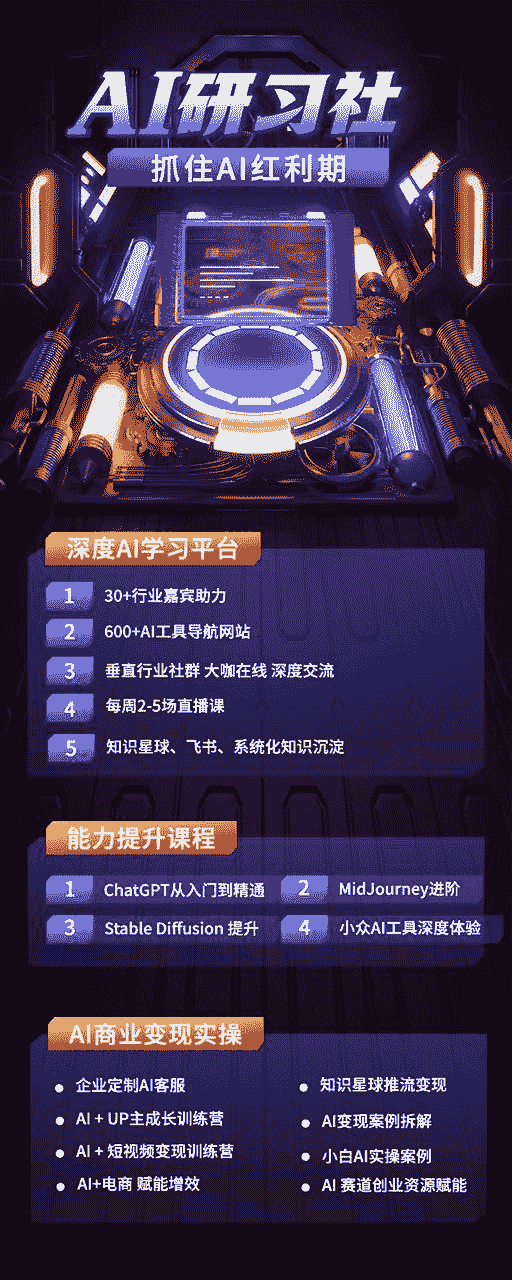 AI研习社
抓住AI红利期
深度AI学习平台
1 30+行业嘉宾助力
2 600+AI工具导航网站
3 垂直行业社群 大咖在线 深度交流
4 每周2-5场直播课
5 知识星球、飞书、系统化知识沉淀
能力提升课程
1 ChatGPT从入门到精通 2 MidJourney进阶
3 Stable Diffusion 提升 4 小众AI工具深度体验
AI商业变现实操
企业定制AI客服 知识星球推流变现
AI + UP主成长训练营 AI变现案例拆解
AI + 短视频变现训练营 小白AI实操案例
AI+电商 赋能增效 AI 赛道创业资源赋能